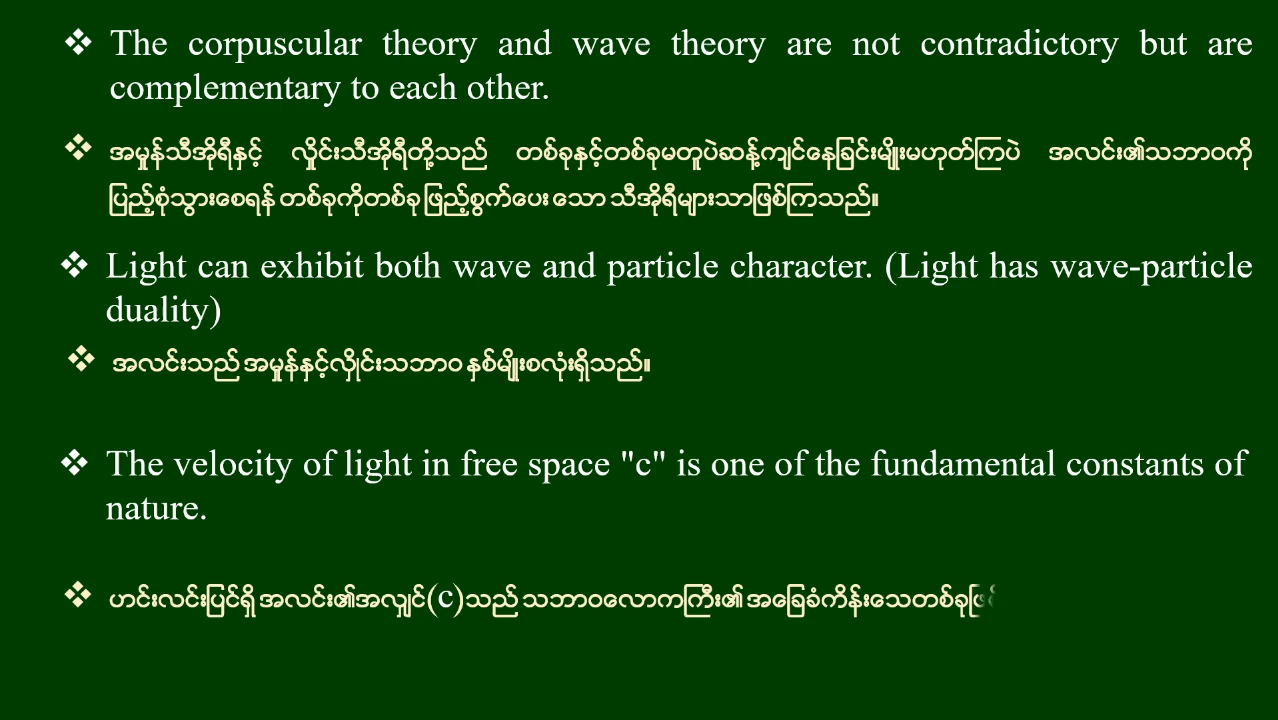 ❖ The corpuscular theory and wave theory are not contradictory but are
complementary to each other.
❖ အမှုန်သီအိုရီနှင့် လှိုင်းသီအိုရီတို့သည် တစ်ခုနှင့်တစ်ခုမတူပဲဆန့်ကျင်နေခြင်းမျိုးမဟုတ်ကြပဲ အလင်း၏သဘာဝကို
ပြည့်စုံသွားစေရန် တစ်ခုကိုတစ်ခု ဖြည့်စွက်ပေး သော သီအိုရီများသာဖြစ်ကြသည်။
❖ Light can exhibit both wave and particle character. (Light has wave-particle
duality)
❖ အလင်းသည် အမှုန်နှင့်လှိုင်းသဘာဝ နှစ်မျိုးစလုံးရှိသည်။
❖ The velocity of light in free space "c" is one of the fundamental constants of
nature.
❖ ဟင်းလင်းပြင်ရှိ အလင်း၏အလျှင်(c)သည် သဘာဝလောကကြီး၏ အခြေခံကိန်းသေတစ်ခု